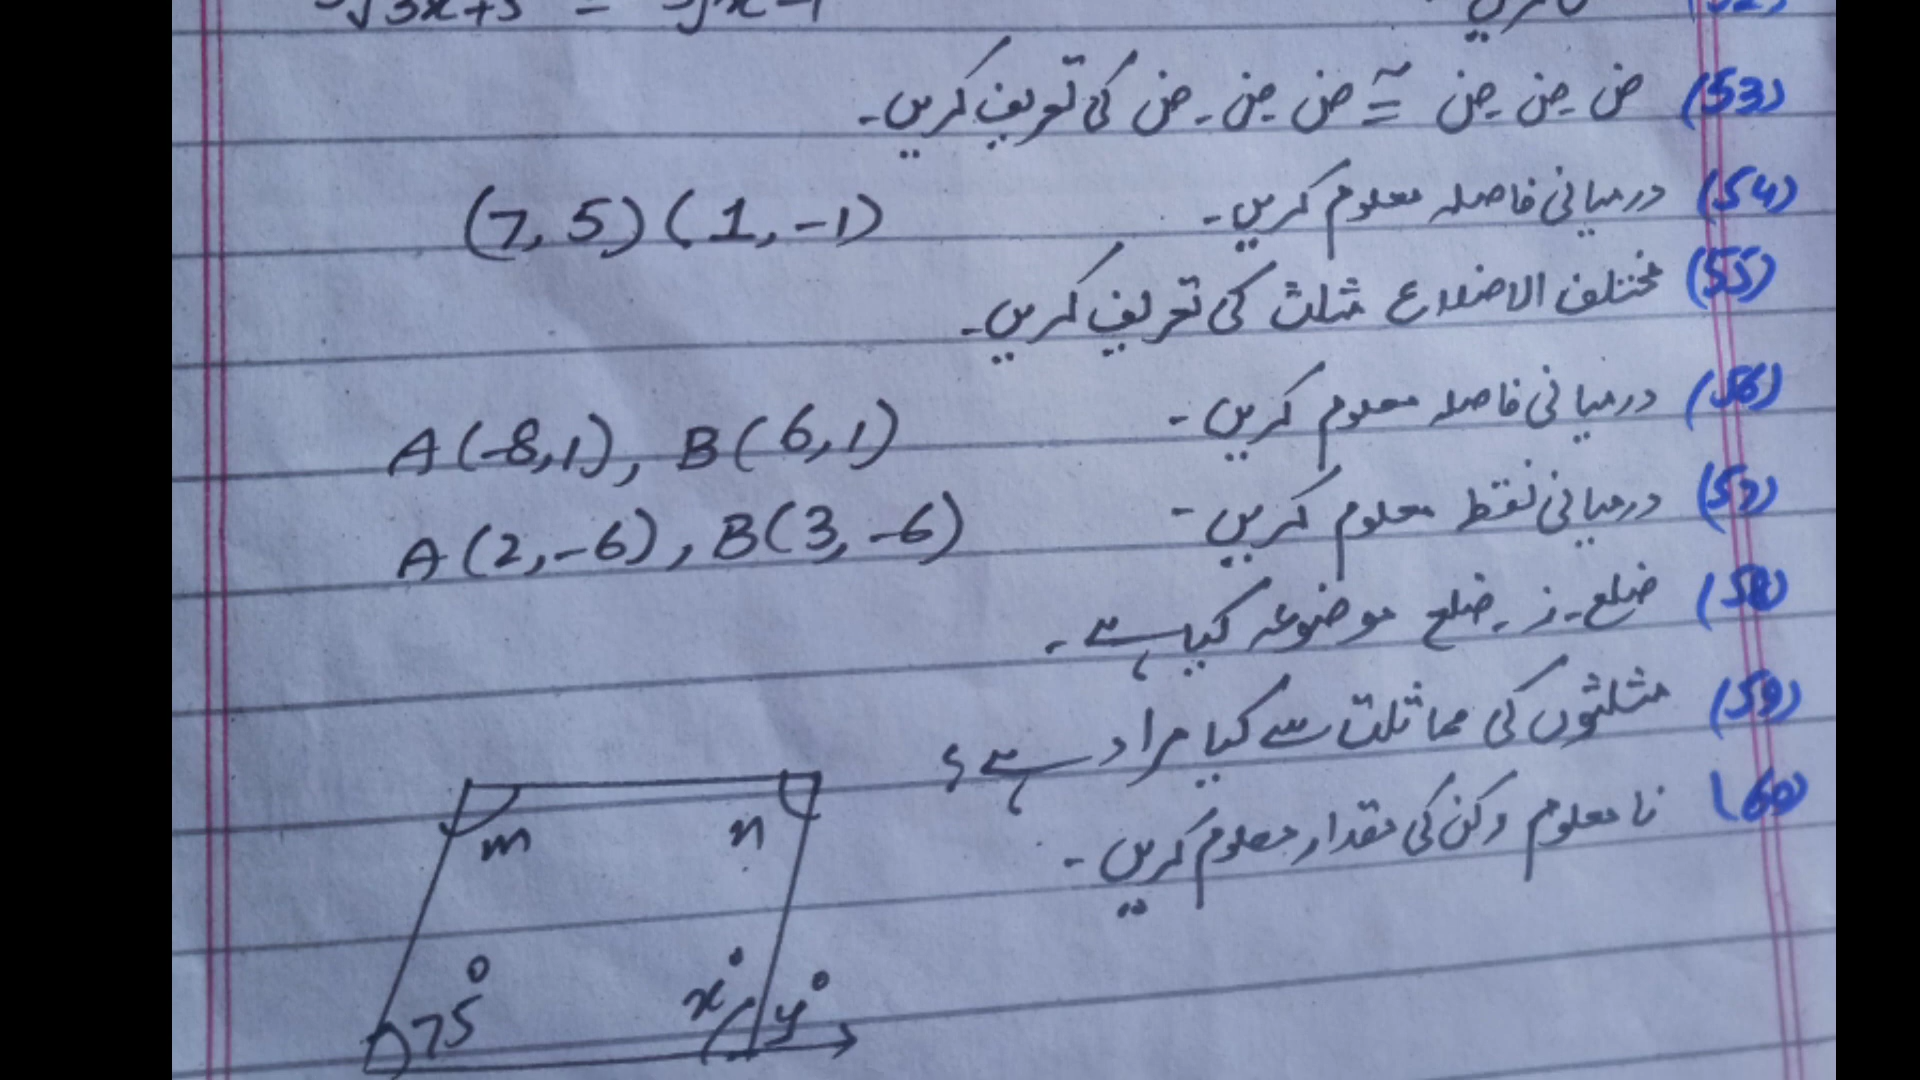 (53) ض۔ض۔ض ≅ ض۔ض۔ض کی تعریف کریں۔
(54) درمیانی فاصلہ معلوم کریں۔ (7, 5) (1, -1)
(55) مختلف الاضلاع مثلث کی تعریف کریں۔
(56) درمیانی فاصلہ معلوم کریں۔ A(-8,1), B(6,1)
(57) درمیانی نقطہ معلوم کریں۔ A(2,-6), B(3,-6)
(58) ضلع۔ز۔ضلع موضوعہ کیا ہے۔
(59) مثلثوں کی مماثلت سے کیا مراد ہے؟
(60) نا معلوم رکن کی مقدار معلوم کریں۔
m n
75° x° y°